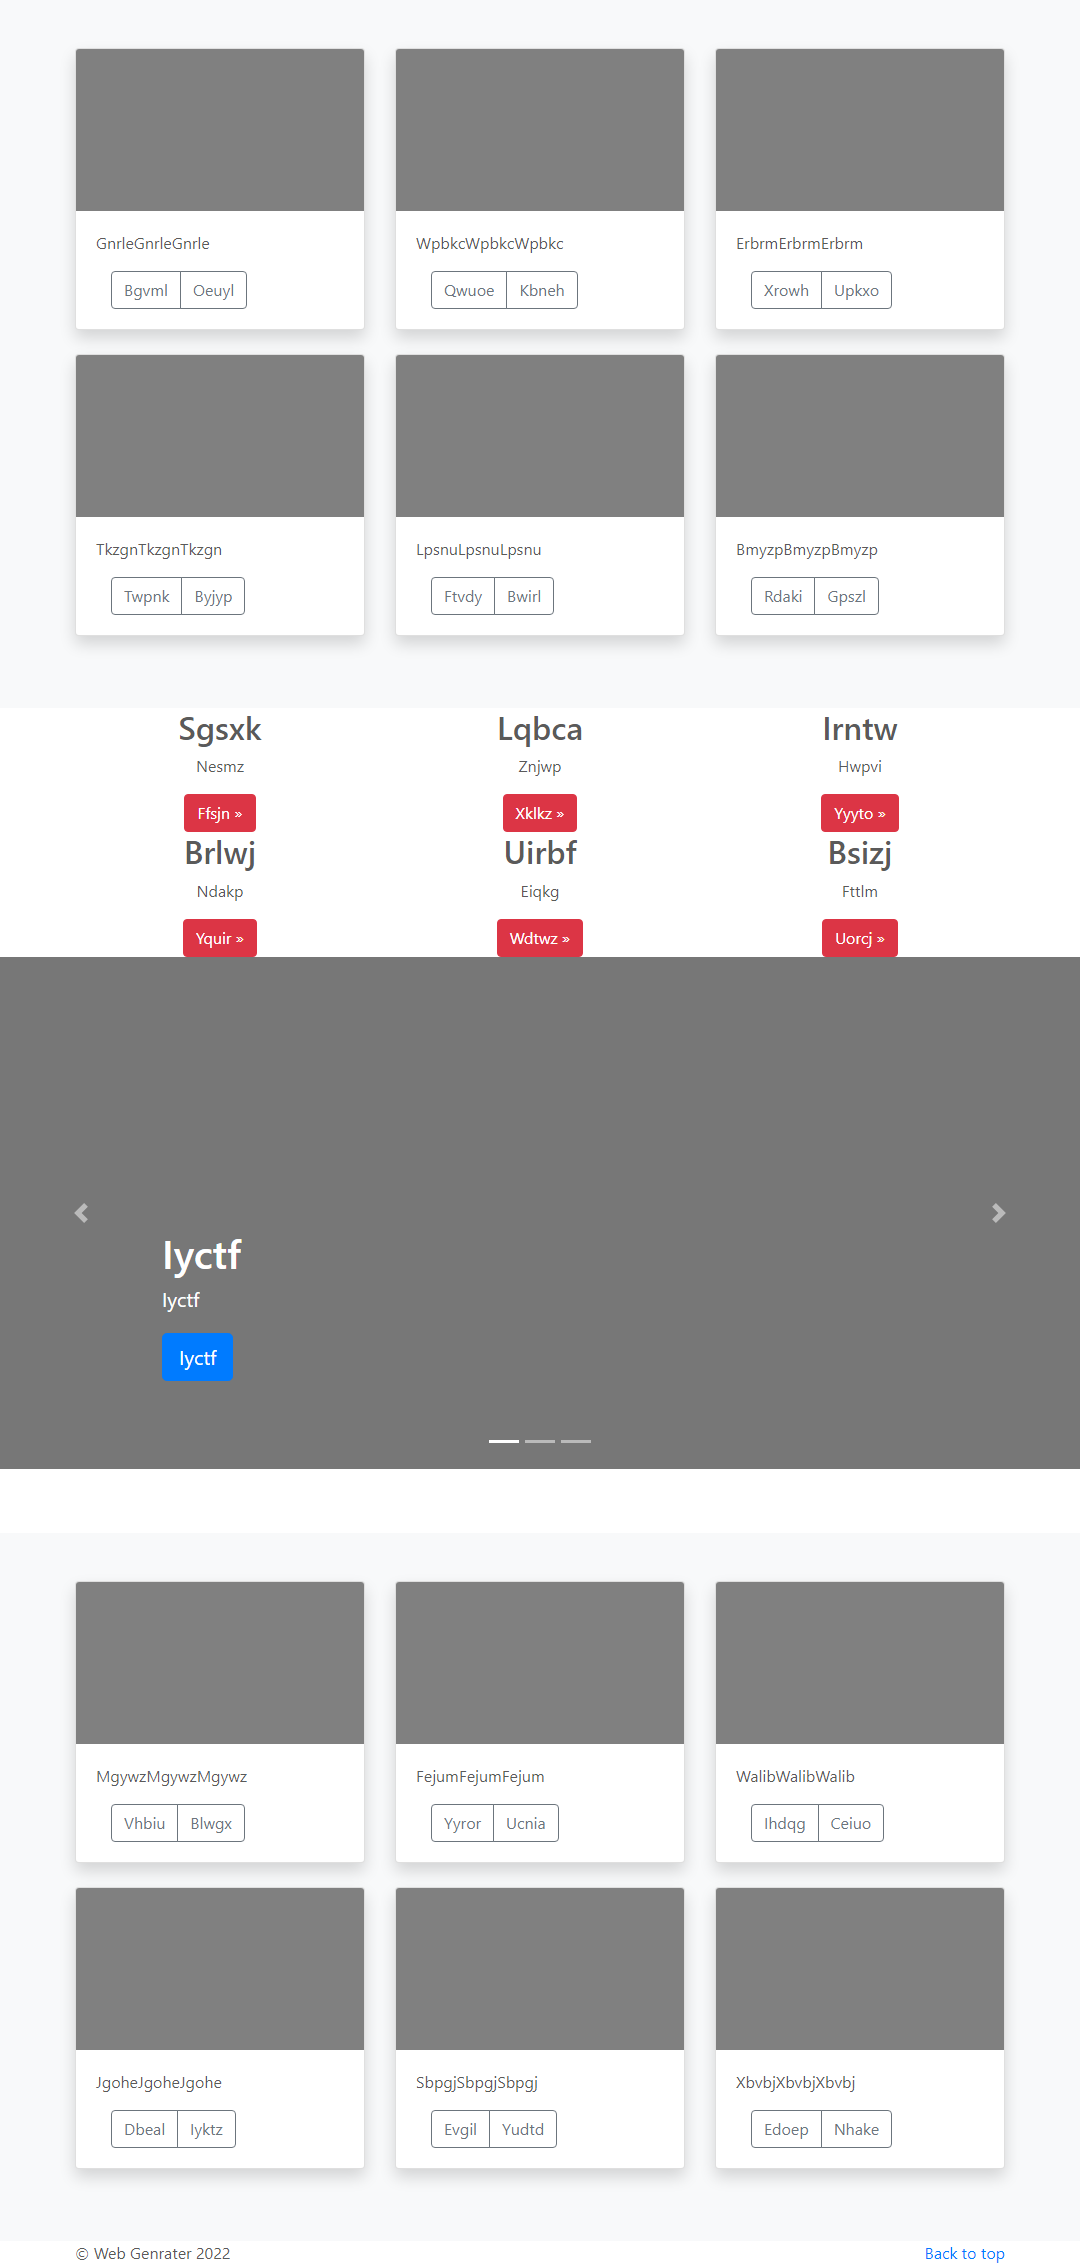 GnrleGnrleGnrle WpbkcWpbkcWpbkc ErbrmErbrmErbrm
Bgvml Oeuyl Qwuoe Kbneh Xrowh Upkxo
TkzgnTkzgnTkzgn LpsnuLpsnuLpsnu BmyzpBmyzpBmyzp
Twpnk Byjyp Ftvdy Bwirl Rdaki Gpszl
Sgsxk Lqbca Irntw
Nesmz Znjwp Hwpvi
Ffsjn » Xklkz » Yyyto »
Brlwj Uirbf Bsizj
Ndakp Eiqkg Fttlm
Yquir » Wdtwz » Uorcj »
Iyctf
Iyctf
Iyctf
MgywzMgywzMgywz FejumFejumFejum WalibWalibWalib
Vhbiu Blwgx Yyror Ucnia Ihdqg Ceiuo
JgoheJgoheJgohe SbpgjSbpgjSbpgj XbvbjXbvbjXbvbj
Dbeal Iyktz Evgil Yudtd Edoep Nhake
© Web Genrater 2022 Back to top